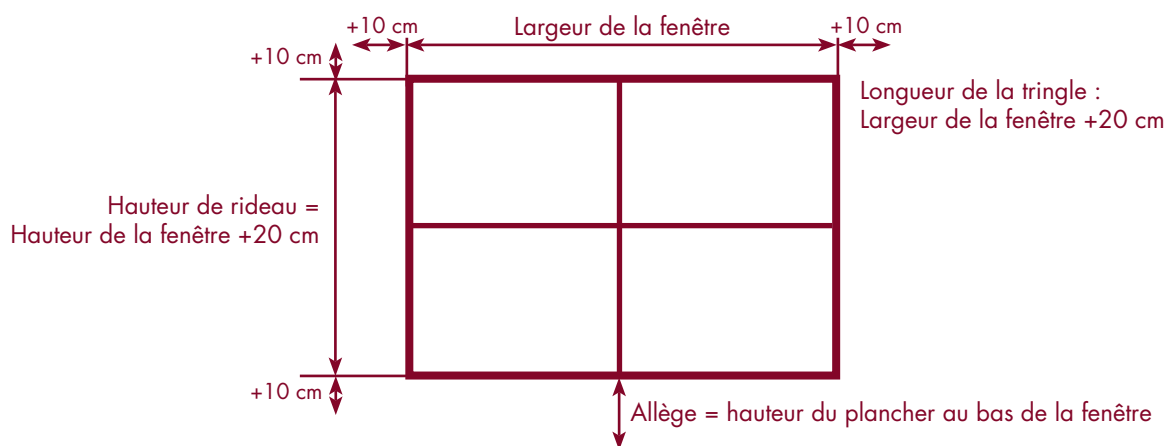 +10 cm
Largeur de la fenêtre
+10 cm
+10 cm
Longueur de la tringle :
Largeur de la fenêtre +20 cm
Hauteur de rideau =
Hauteur de la fenêtre +20 cm
+10 cm
Allège = hauteur du plancher au bas de la fenêtre